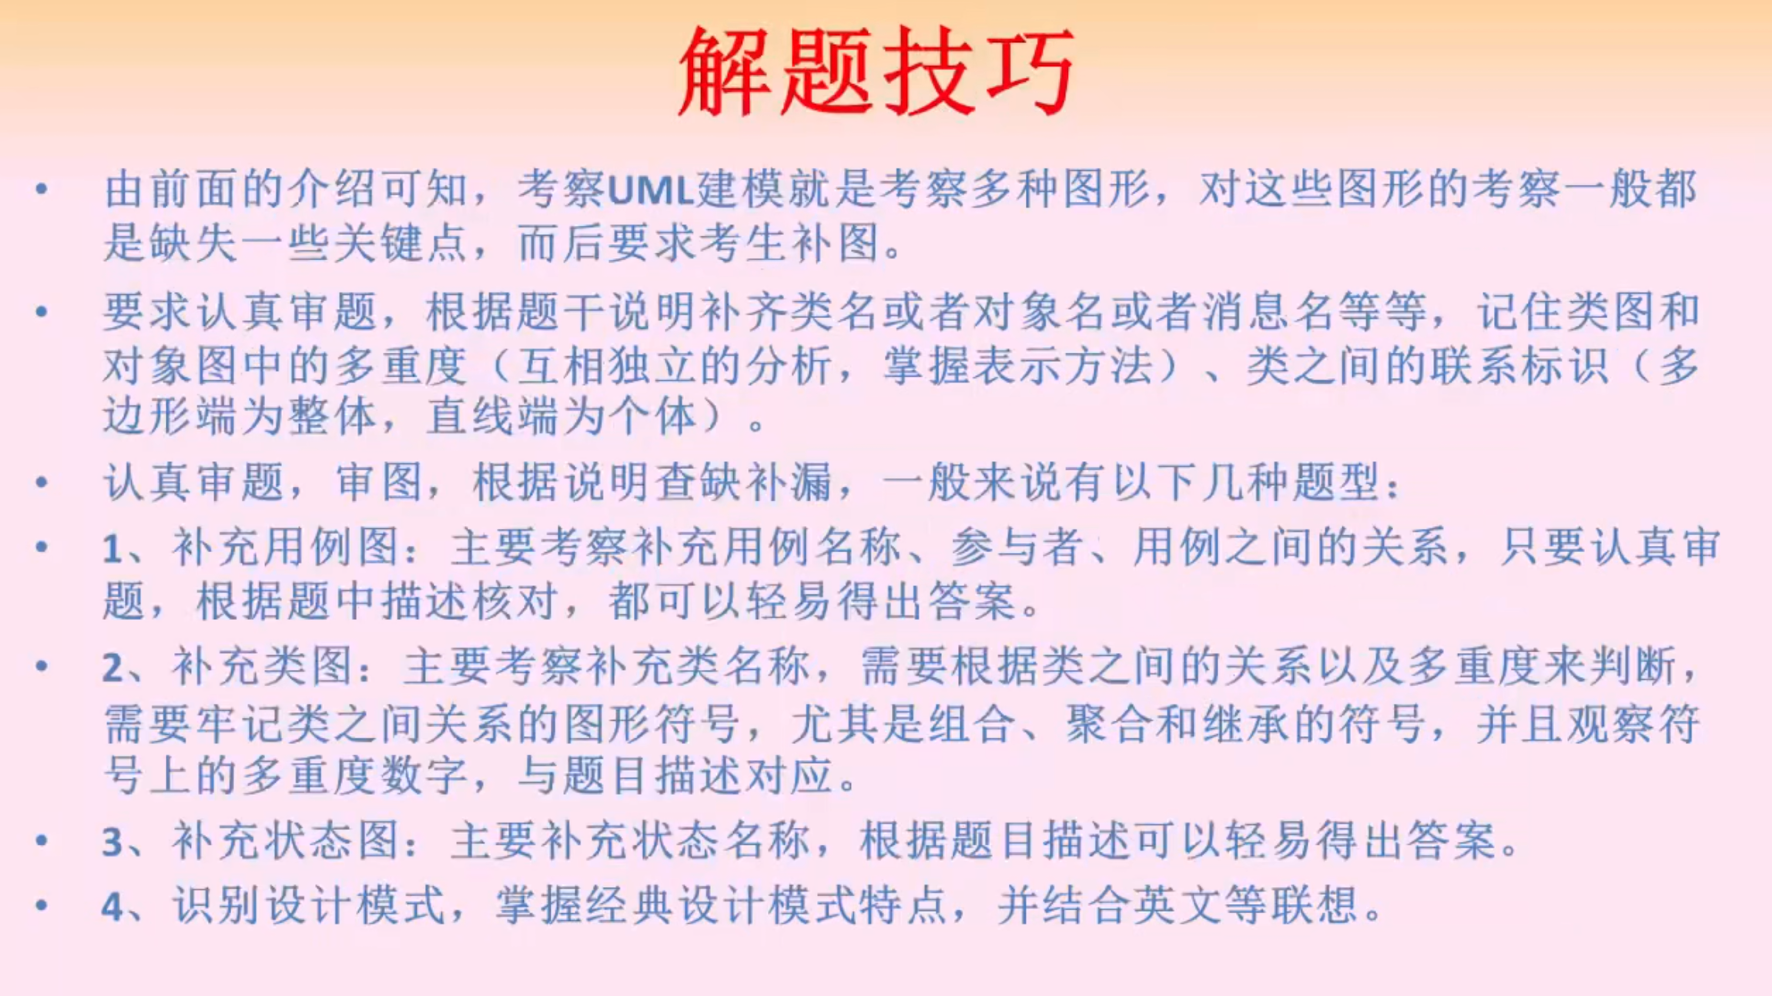 解题技巧
• 由前面的介绍可知，考察UML建模就是考察多种图形，对这些图形的考察一般都
是缺失一些关键点，而后要求考生补图。
• 要求认真审题，根据题干说明补齐类名或者对象名或者消息名等等，记住类图和
对象图中的多重度（互相独立的分析，掌握表示方法）、类之间的联系标识（多
边形端为整体，直线端为个体）。
• 认真审题，审图，根据说明查缺补漏，一般来说有以下几种题型：
• 1、补充用例图：主要考察补充用例名称、参与者、用例之间的关系，只要认真审
题，根据题中描述核对，都可以轻易得出答案。
• 2、补充类图：主要考察补充类名称，需要根据类之间的关系以及多重度来判断，
需要牢记类之间关系的图形符号，尤其是组合、聚合和继承的符号，并且观察符
号上的多重度数字，与题目描述对应。
• 3、补充状态图：主要补充状态名称，根据题目描述可以轻易得出答案。
• 4、识别设计模式，掌握经典设计模式特点，并结合英文等联想。